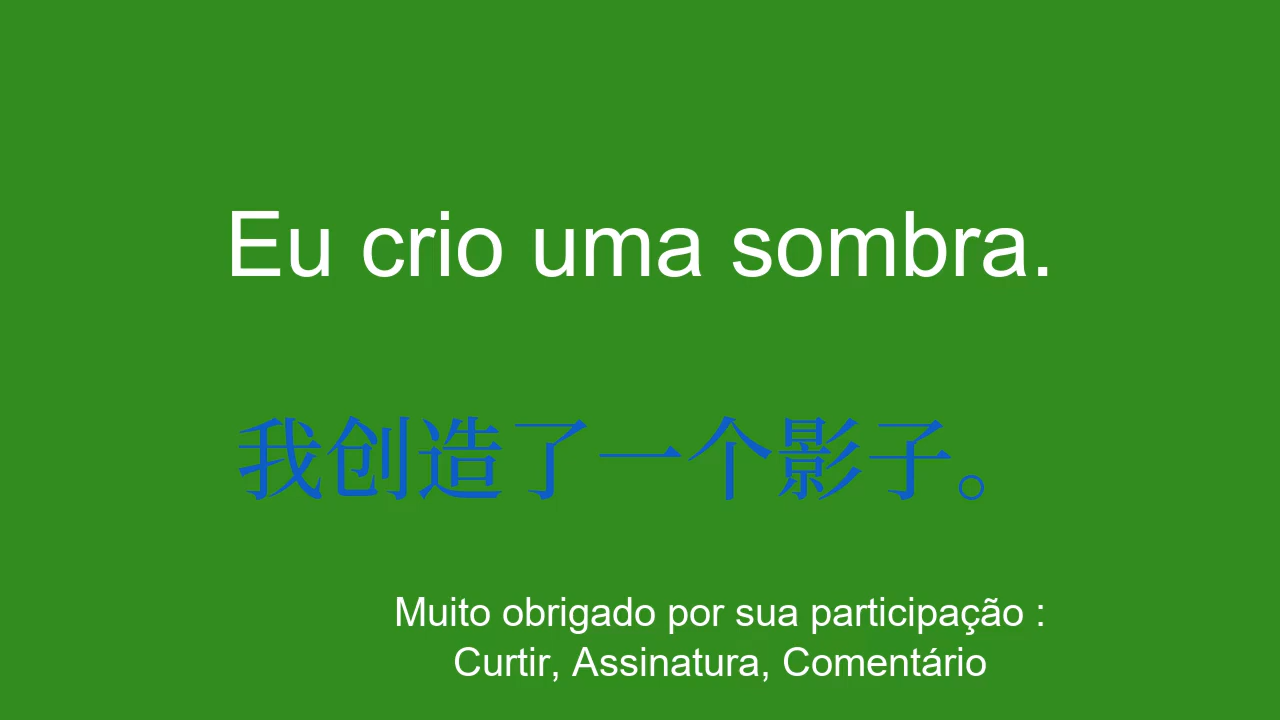 Eu crio uma sombra.
我创造了一个影子。
Muito obrigado por sua participação :
Curtir, Assinatura, Comentário